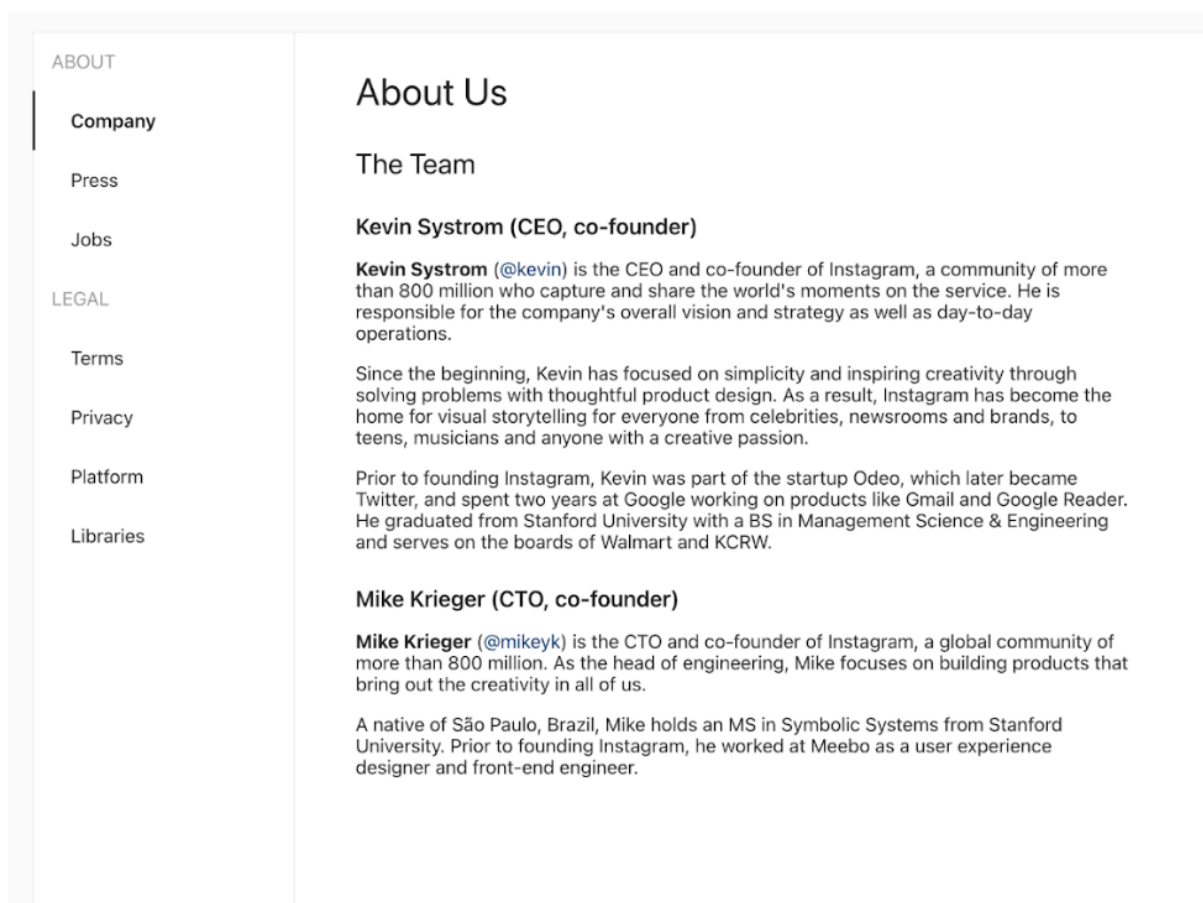 ABOUT
Company
Press
Jobs
LEGAL
Terms
Privacy
Platform
Libraries
About Us
The Team
Kevin Systrom (CEO, co-founder)
Kevin Systrom (@kevin) is the CEO and co-founder of Instagram, a community of more
than 800 million who capture and share the world's moments on the service. He is
responsible for the company's overall vision and strategy as well as day-to-day
operations.
Since the beginning, Kevin has focused on simplicity and inspiring creativity through
solving problems with thoughtful product design. As a result, Instagram has become the
home for visual storytelling for everyone from celebrities, newsrooms and brands, to
teens, musicians and anyone with a creative passion.
Prior to founding Instagram, Kevin was part of the startup Odeo, which later became
Twitter, and spent two years at Google working on products like Gmail and Google Reader.
He graduated from Stanford University with a BS in Management Science & Engineering
and serves on the boards of Walmart and KCRW.
Mike Krieger (CTO, co-founder)
Mike Krieger (@mikeyk) is the CTO and co-founder of Instagram, a global community of
more than 800 million. As the head of engineering, Mike focuses on building products that
bring out the creativity in all of us.
A native of São Paulo, Brazil, Mike holds an MS in Symbolic Systems from Stanford
University. Prior to founding Instagram, he worked at Meebo as a user experience
designer and front-end engineer.